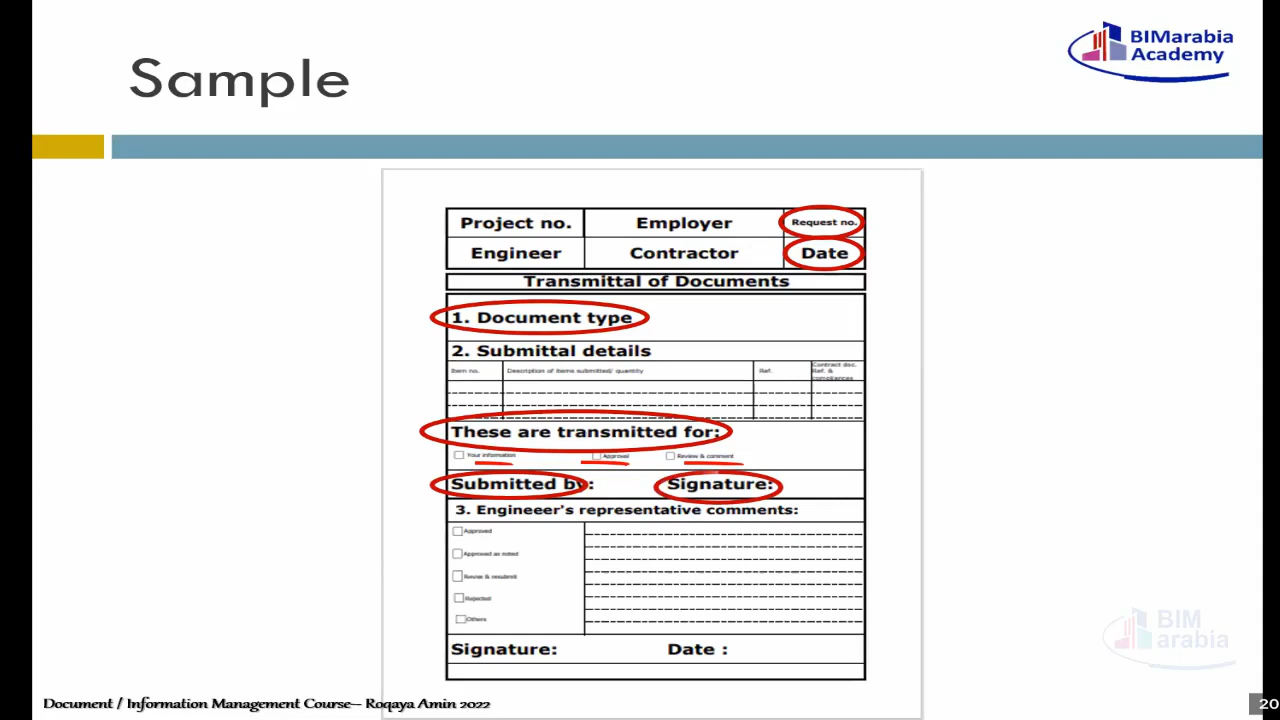 Sample
BIMarabia
Academy
Project no. Employer Request no.
Engineer Contractor Date
Transmittal of Documents
1. Document type
2. Submittal details
Item no. Description of items submitted/ quantity Ref. Contract doc. Ref. & compliances
These are transmitted for:
Your information Approval Review & comment
Submitted by: Signature:
3. Engineeer's representative comments:
Approved
Approved as noted
Revise & resubmit
Rejected
Others
Signature: Date :
BIM
arabia
Document / Information Management Course– Roqaya Amin 2022
20